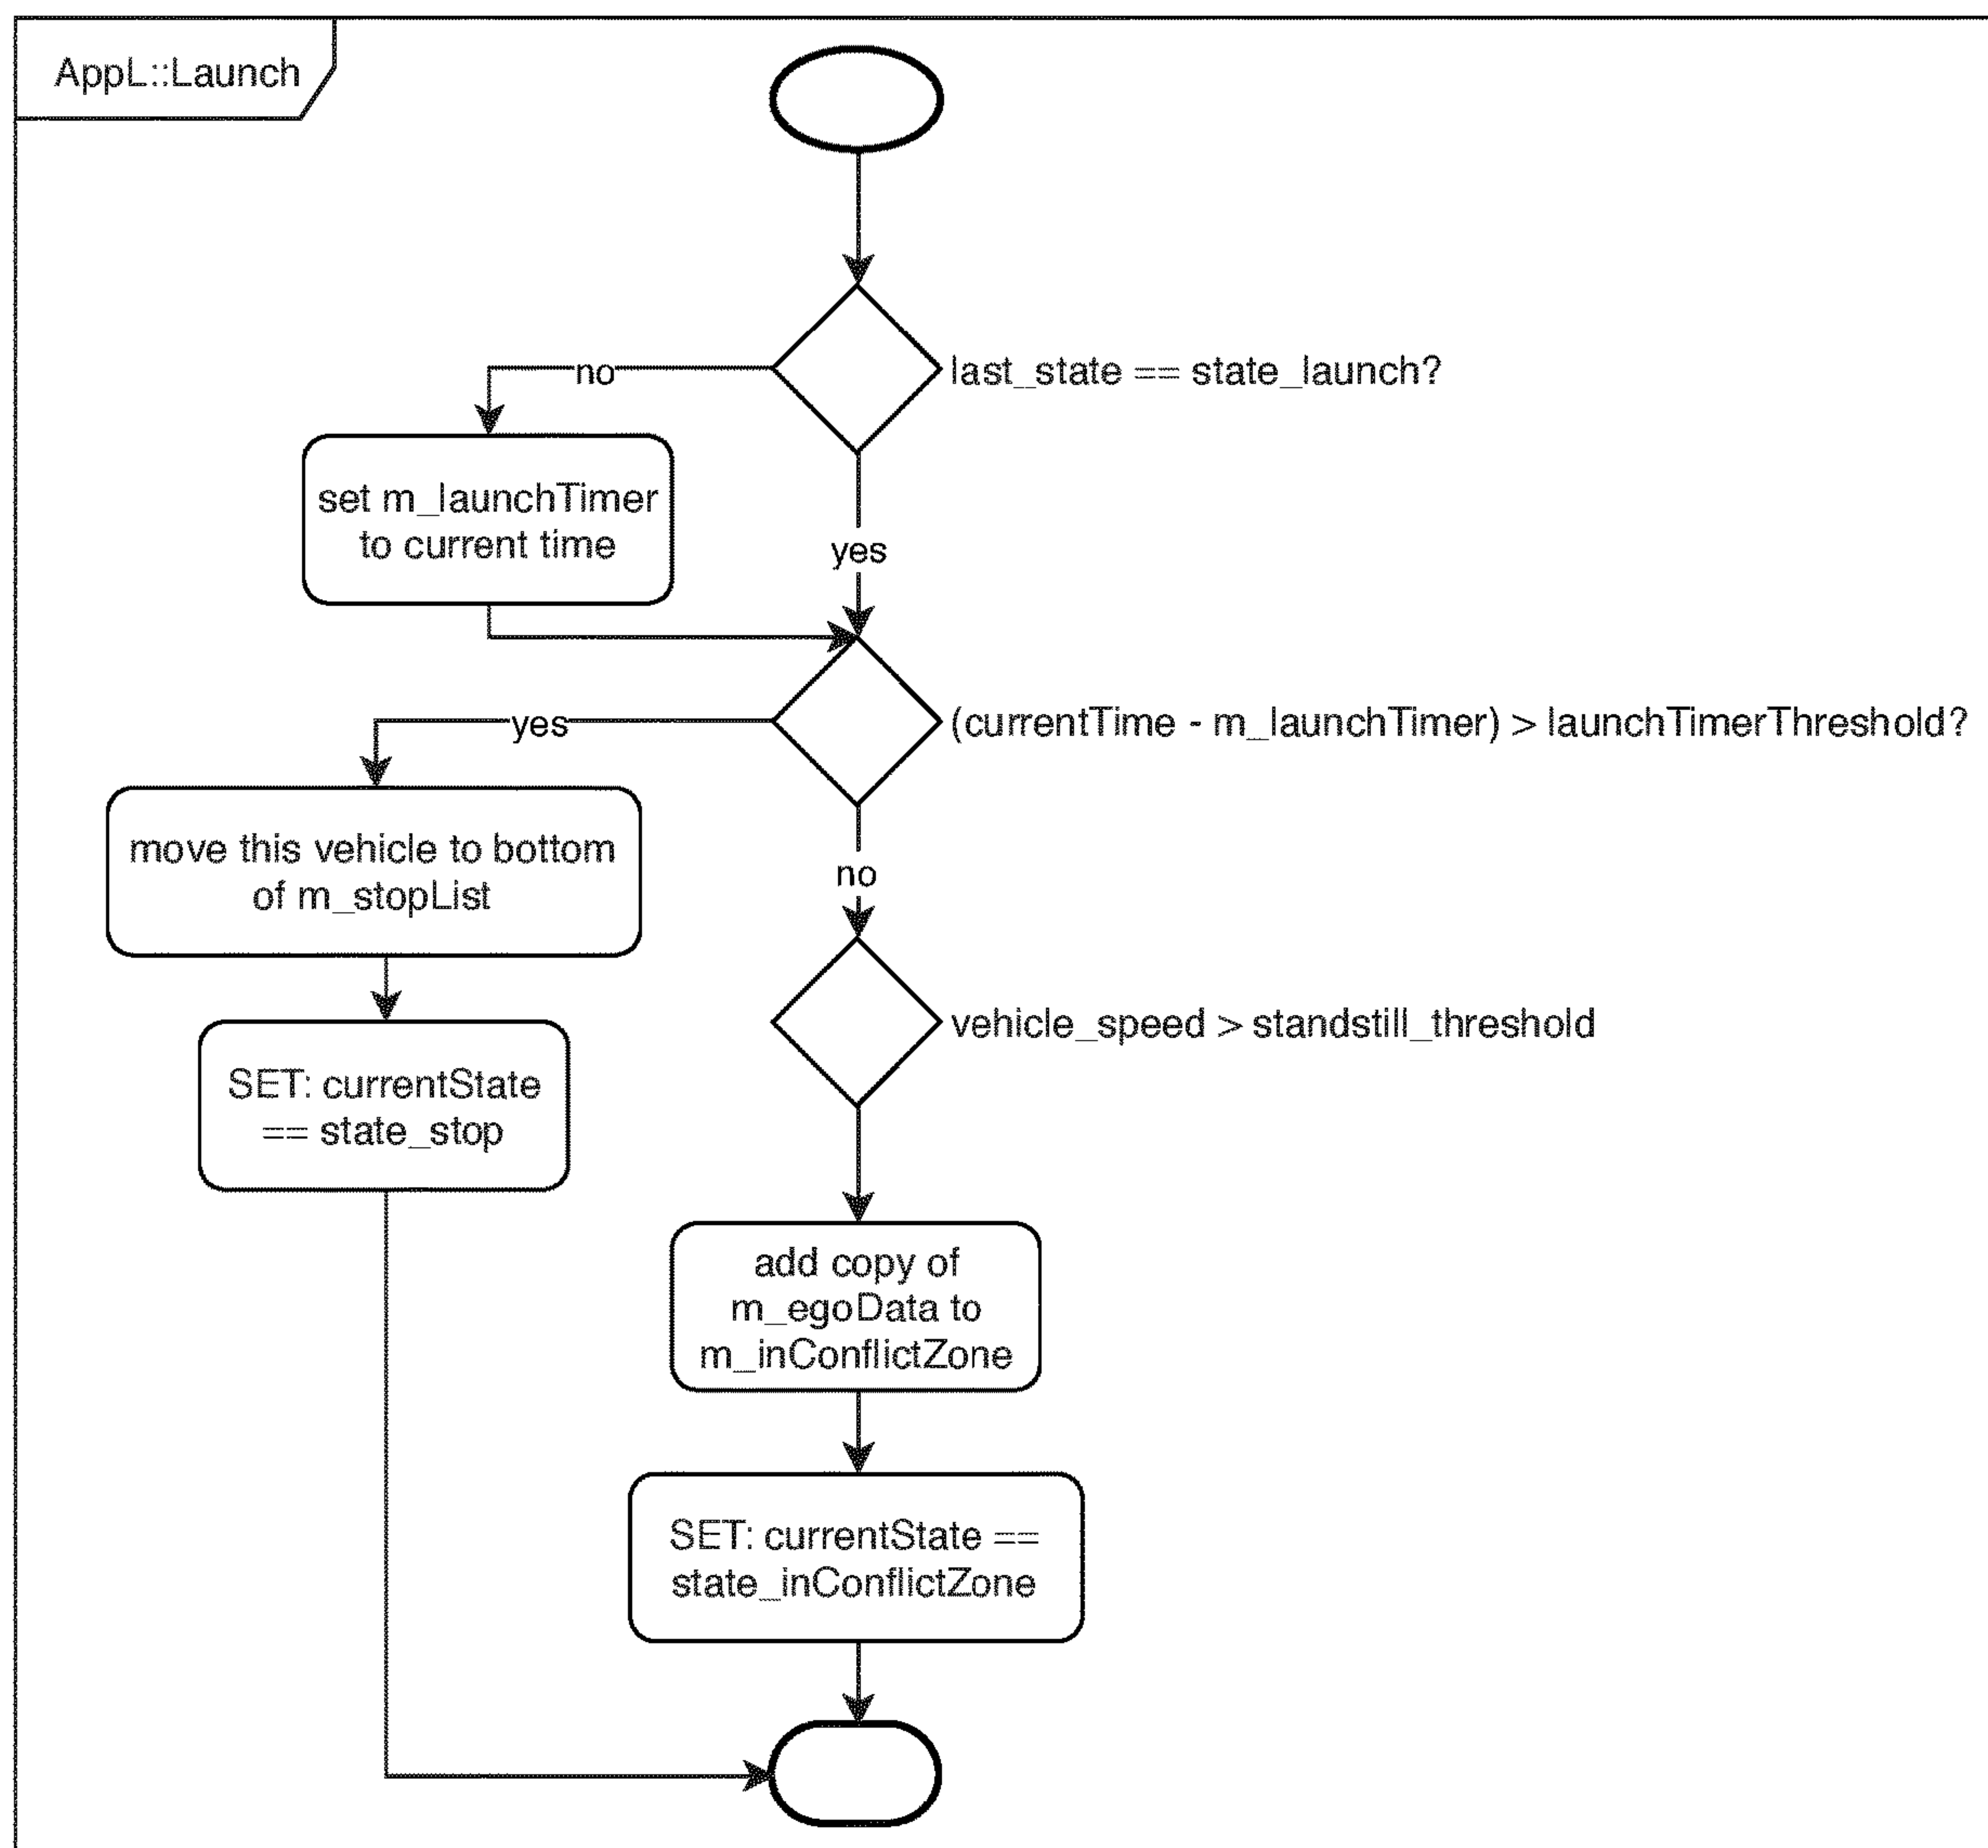 AppL::Launch
last_state == state_launch?
no
set m_launchTimer
to current time
yes
(currentTime - m_launchTimer) > launchTimerThreshold?
yes
move this vehicle to bottom
of m_stopList
no
vehicle_speed > standstill_threshold
SET: currentState
== state_stop
add copy of
m_egoData to
m_inConflictZone
SET: currentState ==
state_inConflictZone